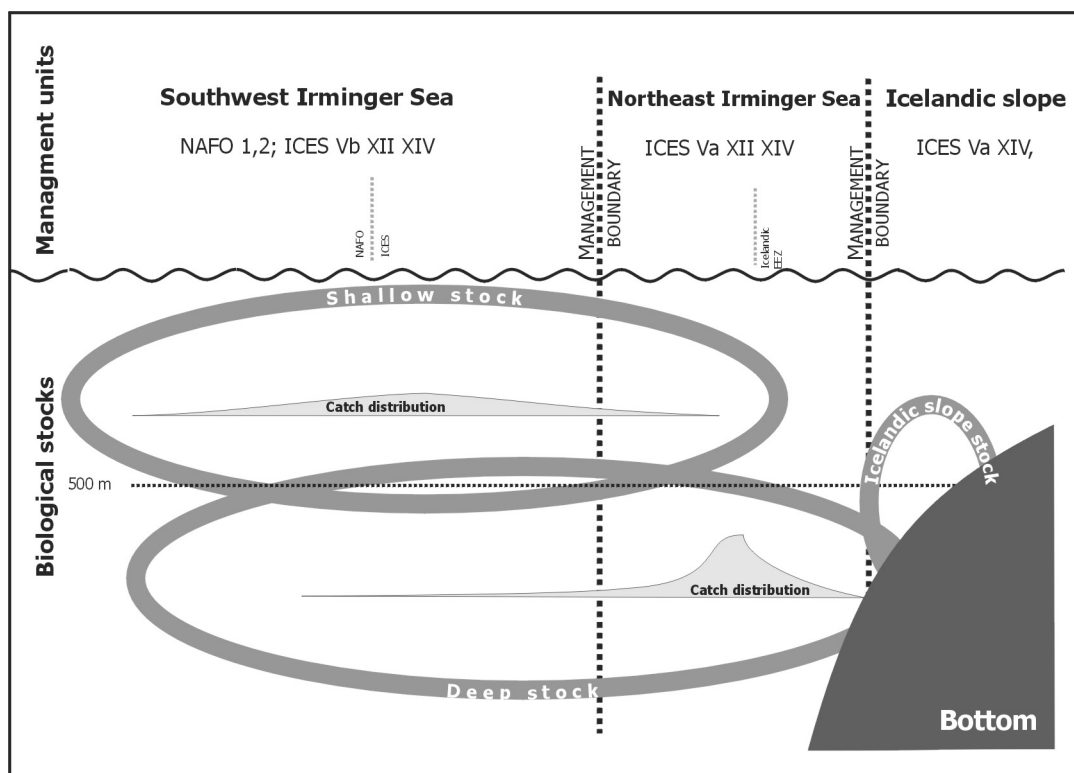 Managment units
Southwest Irminger Sea
NAFO 1,2; ICES Vb XII XIV
NAFO
ICES
MANAGEMENT
BOUNDARY
Northeast Irminger Sea
ICES Va XII XIV
Icelandic
EEZ
MANAGEMENT
BOUNDARY
Icelandic slope
ICES Va XIV,
Biological stocks
Shallow stock
Catch distribution
500 m
Icelandic slope stock
Catch distribution
Deep stock
Bottom